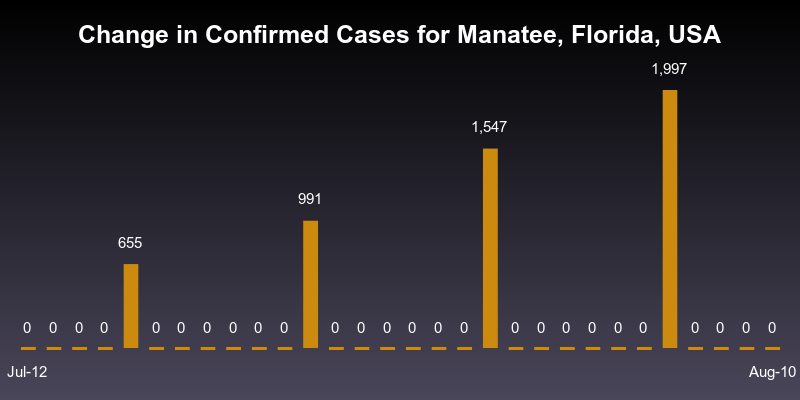 Change in Confirmed Cases for Manatee, Florida, USA
1,997
1,547
991
655
0 0 0 0 0 0 0 0 0 0 0 0 0 0 0 0 0 0 0 0 0 0 0 0 0 0
Jul-12 Aug-10